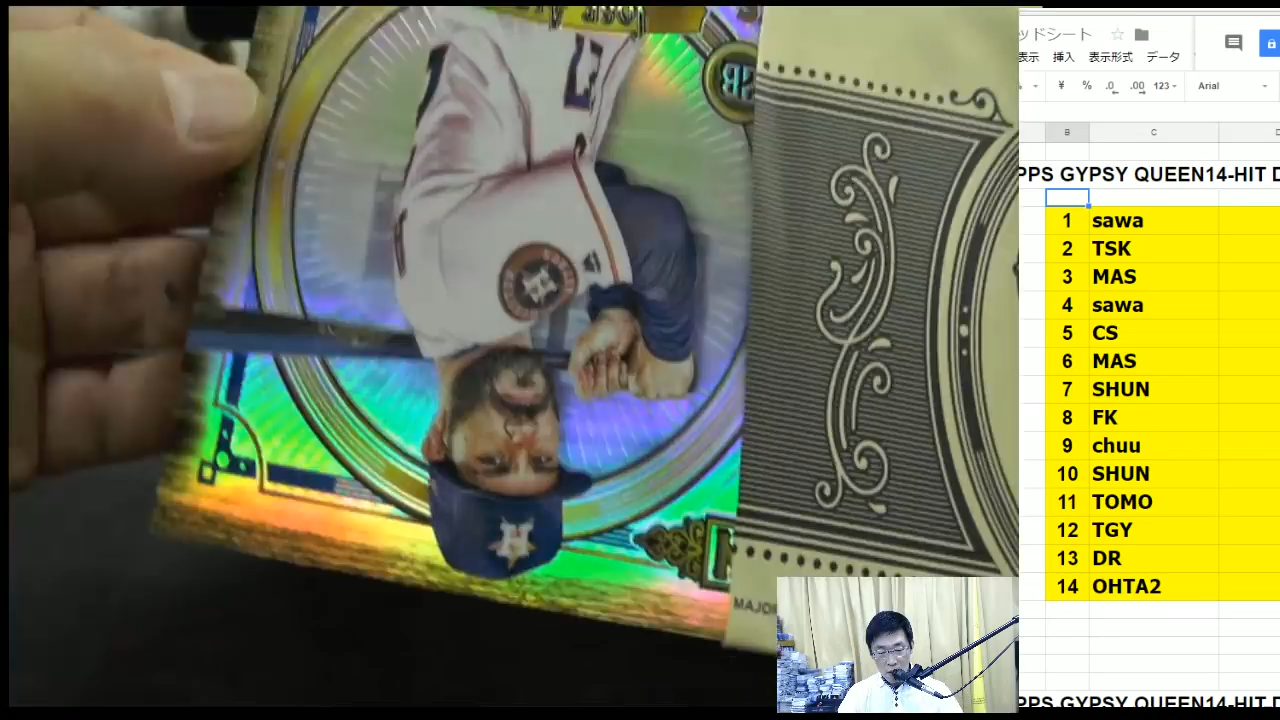 ッドシート
表示 挿入 表示形式 データ
% ¥ % .0 .00 123 Arial
B C D
PPS GYPSY QUEEN14-HIT D
1 sawa
2 TSK
3 MAS
4 sawa
5 CS
6 MAS
7 SHUN
8 FK
9 chuu
10 SHUN
11 TOMO
12 TGY
13 DR
14 OHTA2
PPS GYPSY QUEEN14-HIT D
JOSE
MAJOR